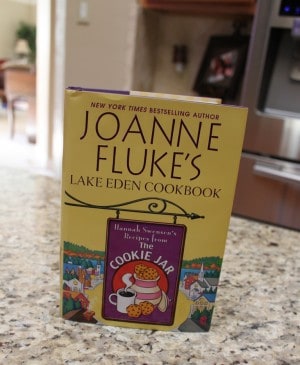 NEW YORK TIMES BESTSELLING AUTHOR
JOANNE
FLUKE'S
LAKE EDEN COOKBOOK
Hannah Swensen's
Recipes from
THE
COOKIE JAR